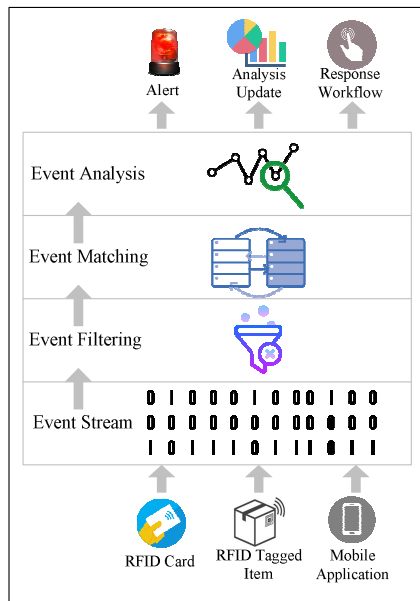 Alert
Analysis
Update
Response
Workflow
Event Analysis
Event Matching
Event Filtering
0 1 0 0 0 1 0 0 0 1 0 0
Event Stream
0 0 0 0 0 0 0 0 0 0 0 0
1 0 1 1 1 0 1 1 1 0 1 1
RFID Card
RFID Tagged
Item
Mobile
Application